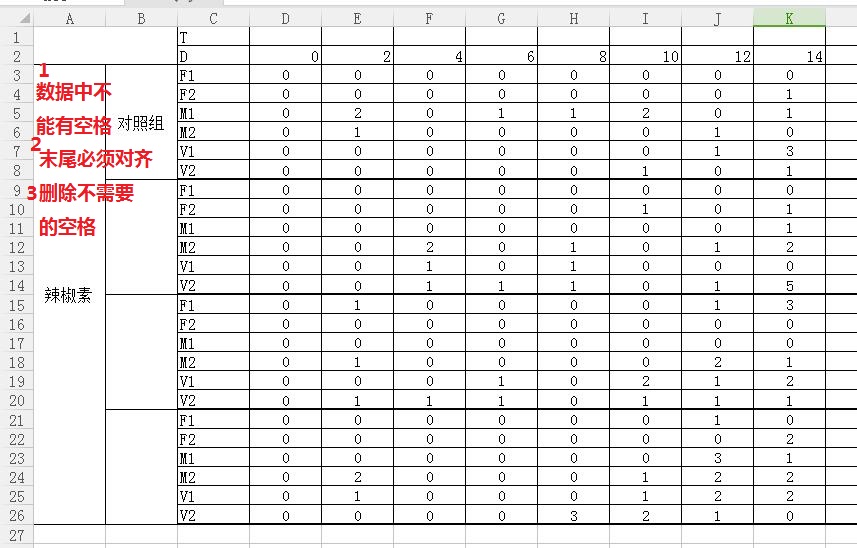 A B C D E F G H I J K
1 T
2 D 0 2 4 6 8 10 12 14
3 F1 0 0 0 0 0 0 0 0
4 F2 0 0 0 0 0 0 0 1
5 M1 0 2 0 1 1 2 0 1
6 M2 0 1 0 0 0 0 1 0
7 V1 0 0 0 0 0 0 1 3
8 V2 0 0 0 0 0 1 0 1
9 F1 0 0 0 0 0 0 0 0
10 F2 0 0 0 0 0 1 0 1
11 M1 0 0 0 0 0 0 0 1
12 M2 0 0 2 0 1 0 1 2
13 V1 0 0 1 0 1 0 0 0
14 V2 0 0 1 1 1 0 1 5
15 F1 0 1 0 0 0 0 1 3
16 F2 0 0 0 0 0 0 0 0
17 M1 0 0 0 0 0 0 0 0
18 M2 0 1 0 0 0 0 2 1
19 V1 0 0 0 1 0 2 1 2
20 V2 0 1 1 1 0 1 1 1
21 F1 0 0 0 0 0 0 1 0
22 F2 0 0 0 0 0 0 0 2
23 M1 0 0 0 0 0 0 3 1
24 M2 0 2 0 0 0 1 2 2
25 V1 0 1 0 0 0 1 2 2
26 V2 0 0 0 0 3 2 1 0
27
对照组
辣椒素
1
数据中不
能有空格
2
末尾必须对齐
3删除不需要
的空格